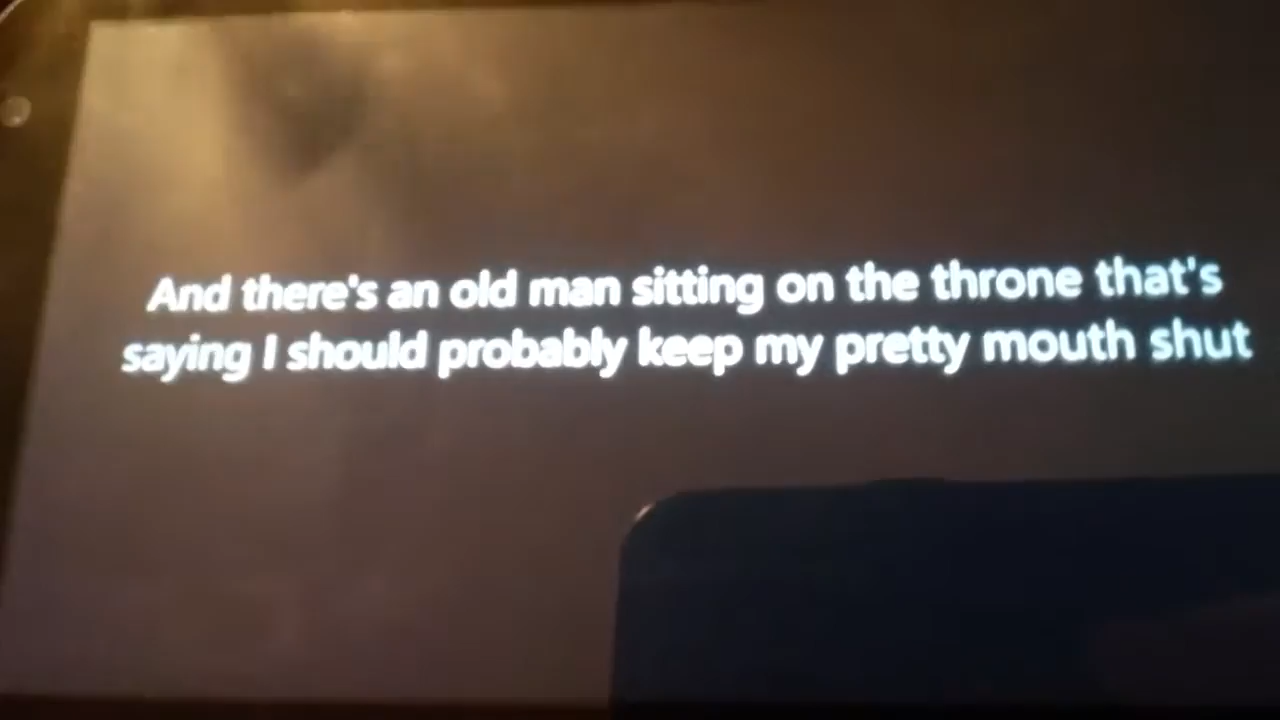 And there's an old man sitting on the throne that's
saying I should probably keep my pretty mouth shut